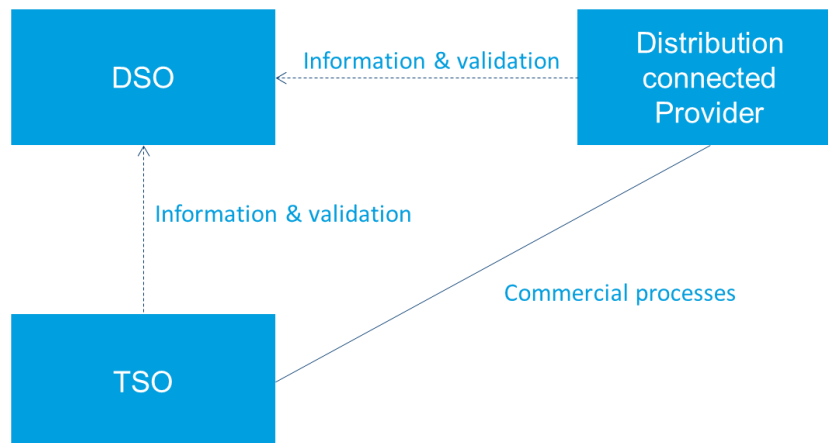 DSO
Information & validation
Distribution
connected
Provider
Information & validation
Commercial processes
TSO